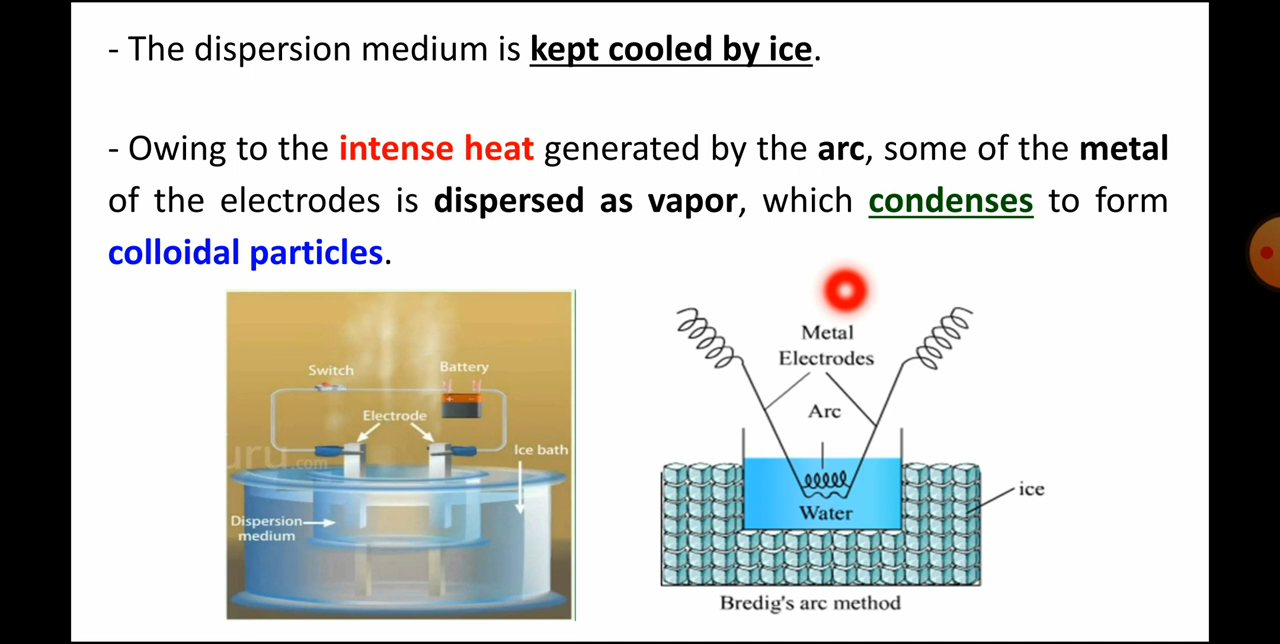 - The dispersion medium is kept cooled by ice.
- Owing to the intense heat generated by the arc, some of the metal
of the electrodes is dispersed as vapor, which condenses to form
colloidal particles.
Switch
Battery
+ -
Electrode
Ice bath
.com
Dispersion
medium
Metal
Electrodes
Arc
Water
ice
Bredig's arc method